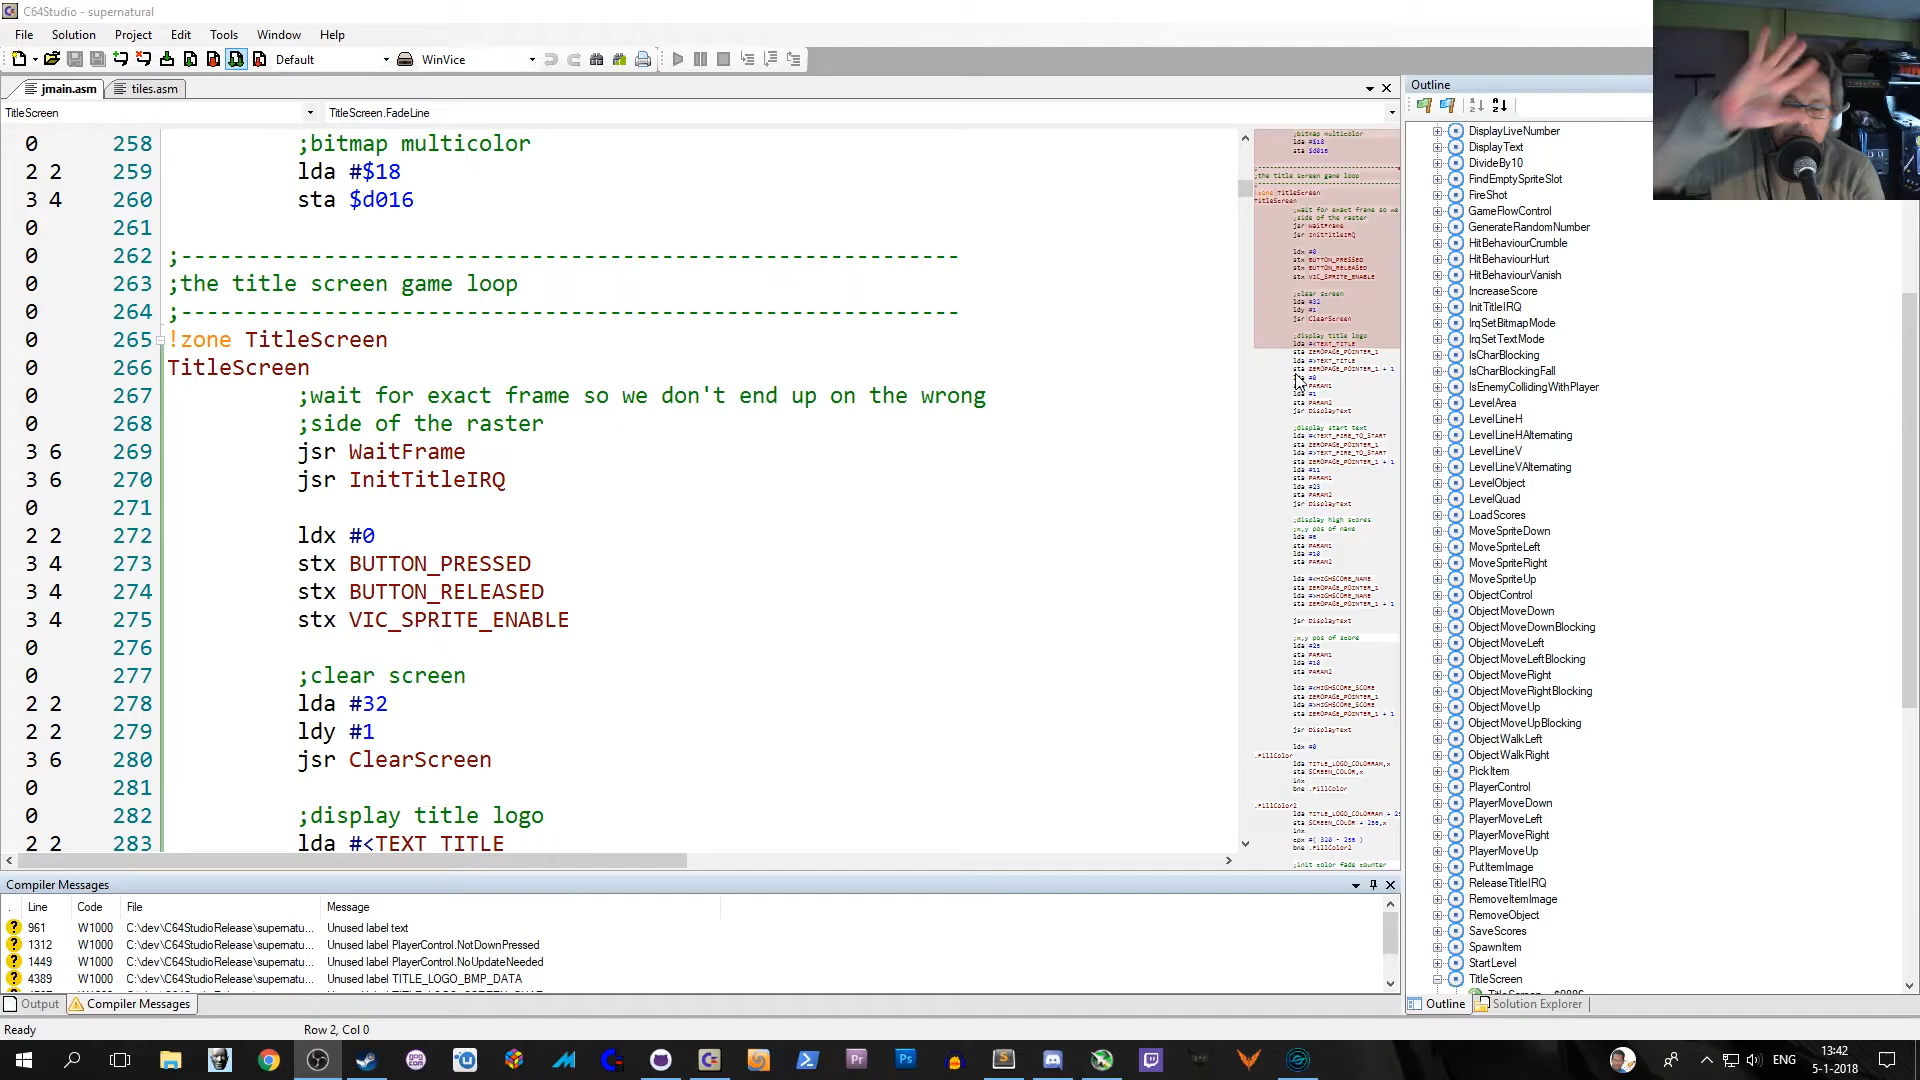 C64Studio - supernatural
File Solution Project Edit Tools Window Help
Default WinVice
jmain.asm tiles.asm
TitleScreen TitleScreen.FadeLine
0 258 ;bitmap multicolor
2 2 259 lda #$18
3 4 260 sta $d016
0 261
0 262 ;------------------------------------------------------------
0 263 ;the title screen game loop
0 264 ;------------------------------------------------------------
0 265 !zone TitleScreen
0 266 TitleScreen
0 267 ;wait for exact frame so we don't end up on the wrong
0 268 ;side of the raster
3 6 269 jsr WaitFrame
3 6 270 jsr InitTitleIRQ
0 271
2 2 272 ldx #0
3 4 273 stx BUTTON_PRESSED
3 4 274 stx BUTTON_RELEASED
3 4 275 stx VIC_SPRITE_ENABLE
0 276
0 277 ;clear screen
2 2 278 lda #32
2 2 279 ldy #1
3 6 280 jsr ClearScreen
0 281
0 282 ;display title logo
2 2 283 lda #<TEXT_TITLE
Outline
DisplayLiveNumber
DisplayText
DivideBy10
FindEmptySpriteSlot
FireShot
GameFlowControl
GenerateRandomNumber
HitBehaviourCrumble
HitBehaviourHurt
HitBehaviourVanish
IncreaseScore
InitTitleIRQ
IrqSetBitmapMode
IrqSetTextMode
IsCharBlocking
IsCharBlockingFall
IsEnemyCollidingWithPlayer
LevelArea
LevelLineH
LevelLineHAlternating
LevelLineV
LevelLineVAlternating
LevelObject
LevelQuad
LoadScores
MoveSpriteDown
MoveSpriteLeft
MoveSpriteRight
MoveSpriteUp
ObjectControl
ObjectMoveDown
ObjectMoveDownBlocking
ObjectMoveLeft
ObjectMoveLeftBlocking
ObjectMoveRight
ObjectMoveRightBlocking
ObjectMoveUp
ObjectMoveUpBlocking
ObjectWalkLeft
ObjectWalkRight
PickItem
PlayerControl
PlayerMoveDown
PlayerMoveLeft
PlayerMoveRight
PlayerMoveUp
PutItemImage
ReleaseTitleIRQ
RemoveItemImage
RemoveObject
SaveScores
SpawnItem
StartLevel
TitleScreen
Compiler Messages
. Line Code File Message
961 W1000 C:\dev\C64StudioRelease\supernatu... Unused label text
1312 W1000 C:\dev\C64StudioRelease\supernatu... Unused label PlayerControl.NotDownPressed
1449 W1000 C:\dev\C64StudioRelease\supernatu... Unused label PlayerControl.NoUpdateNeeded
4389 W1000 C:\dev\C64StudioRelease\supernatu... Unused label TITLE_LOGO_BMP_DATA
Output Compiler Messages
Outline Solution Explorer
Ready Row 2, Col 0
ENG 13:42
5-1-2018